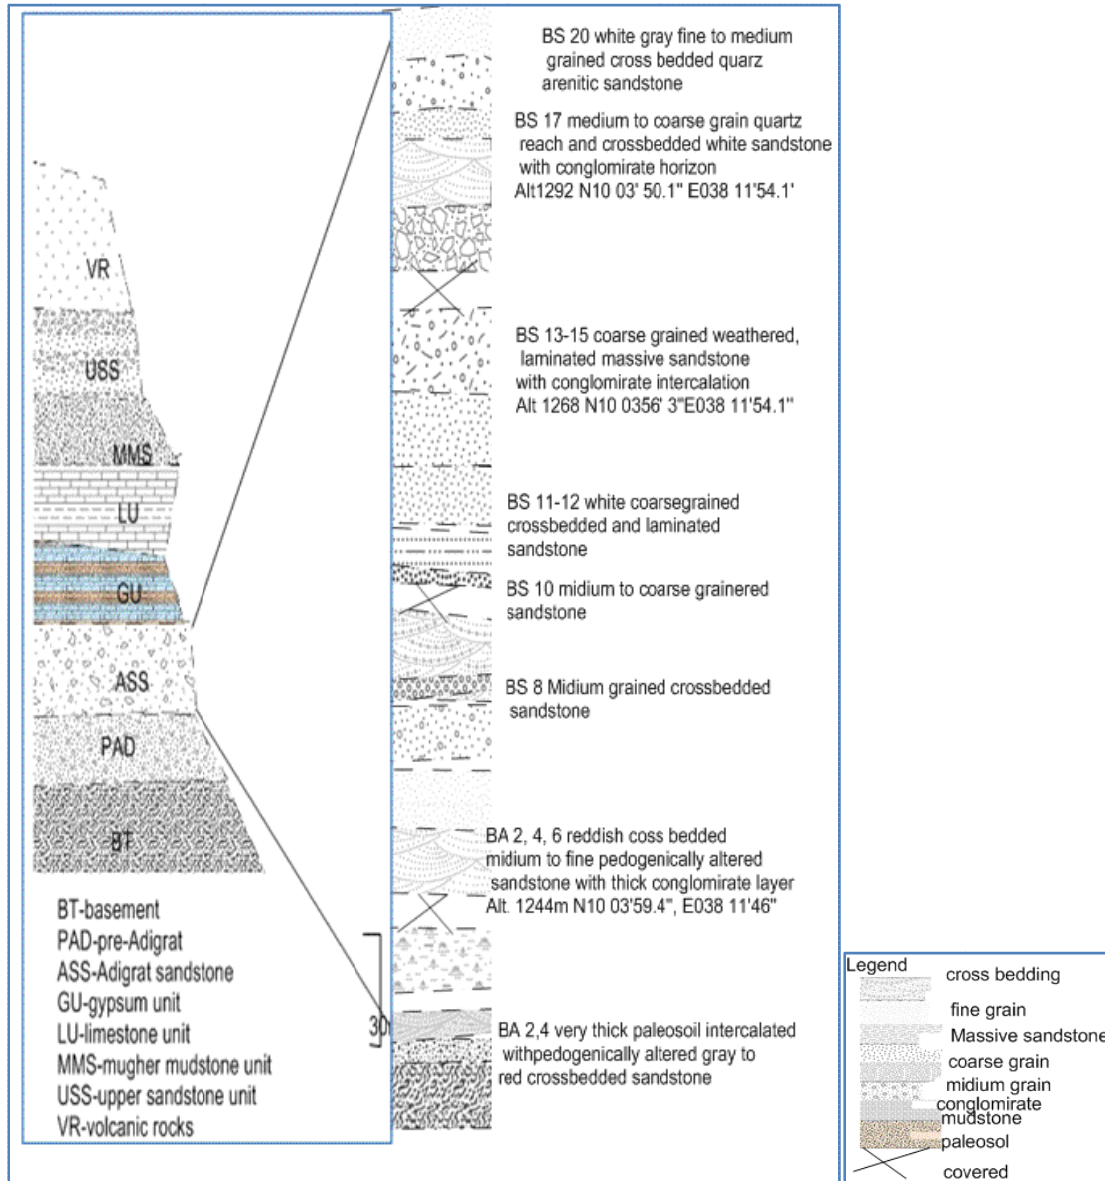 VR
USS
MMS
LU
GU
ASS
PAD
BT
BT-basement
PAD-pre-Adigrat
ASS-Adigrat sandstone
GU-gypsum unit
LU-limestone unit
MMS-mugher mudstone unit
USS-upper sandstone unit
VR-volcanic rocks
30
BS 20 white gray fine to medium
grained cross bedded quarz
arenitic sandstone
BS 17 medium to coarse grain quartz
reach and crossbedded white sandstone
with conglomirate horizon
Alt1292 N10 03' 50.1" E038 11'54.1'
BS 13-15 coarse grained weathered,
laminated massive sandstone
with conglomirate intercalation
Alt 1268 N10 0356' 3"E038 11'54.1"
BS 11-12 white coarsegrained
crossbedded and laminated
sandstone
BS 10 midium to coarse grainered
sandstone
BS 8 Midium grained crossbedded
sandstone
BA 2, 4, 6 reddish coss bedded
midium to fine pedogenically altered
sandstone with thick conglomirate layer
Alt. 1244m N10 03'59.4", E038 11'46"
BA 2,4 very thick paleosoil intercalated
withpedogenically altered gray to
red crossbedded sandstone
Legend
cross bedding
fine grain
Massive sandstone
coarse grain
midium grain
conglomirate
mudstone
paleosol
covered